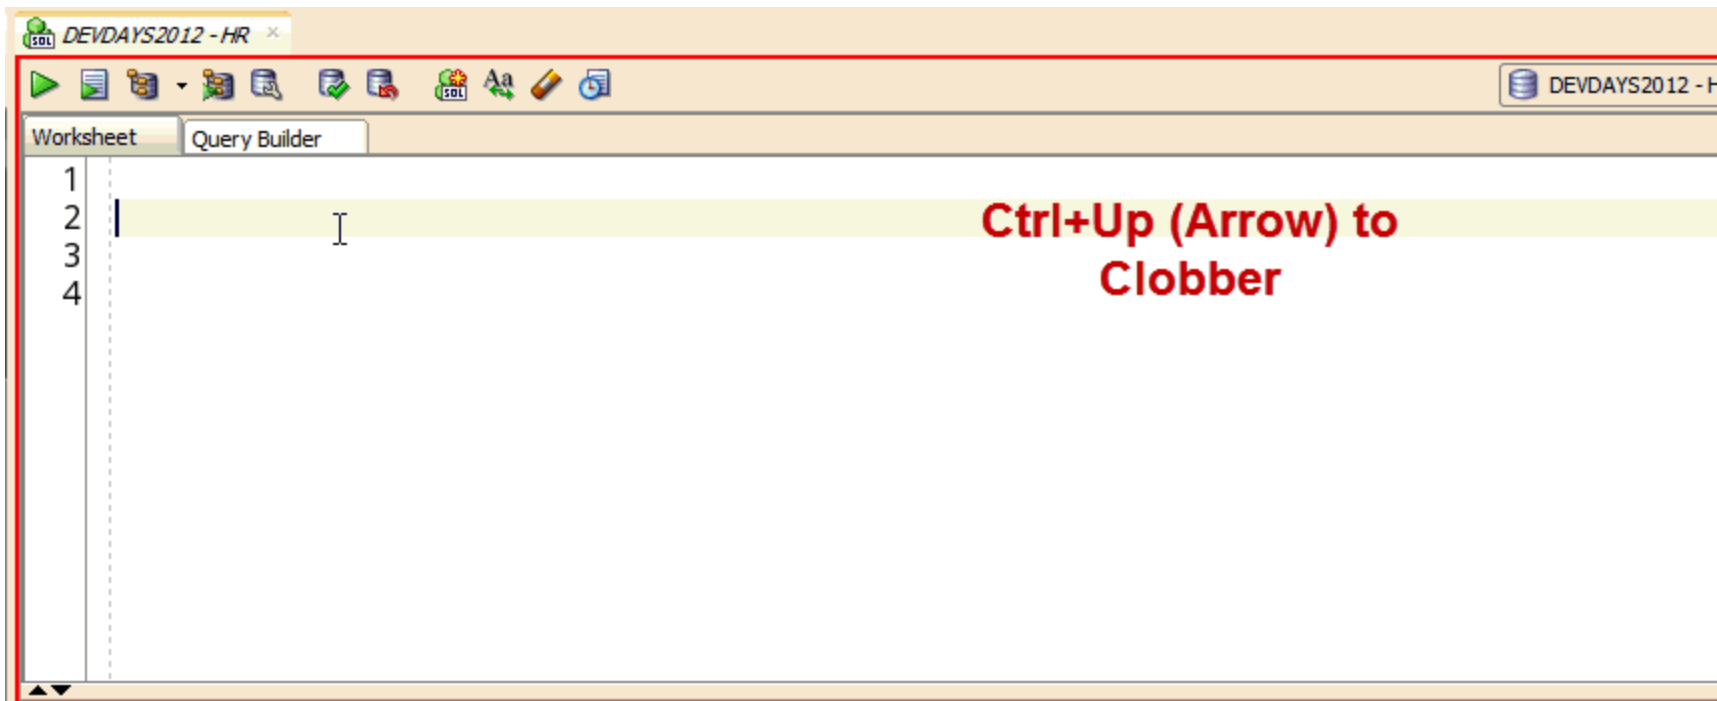 DEVDAYS2012 - HR
DEVDAYS2012 - H
Worksheet
Query Builder
1
2
3
4
Ctrl+Up (Arrow) to
Clobber